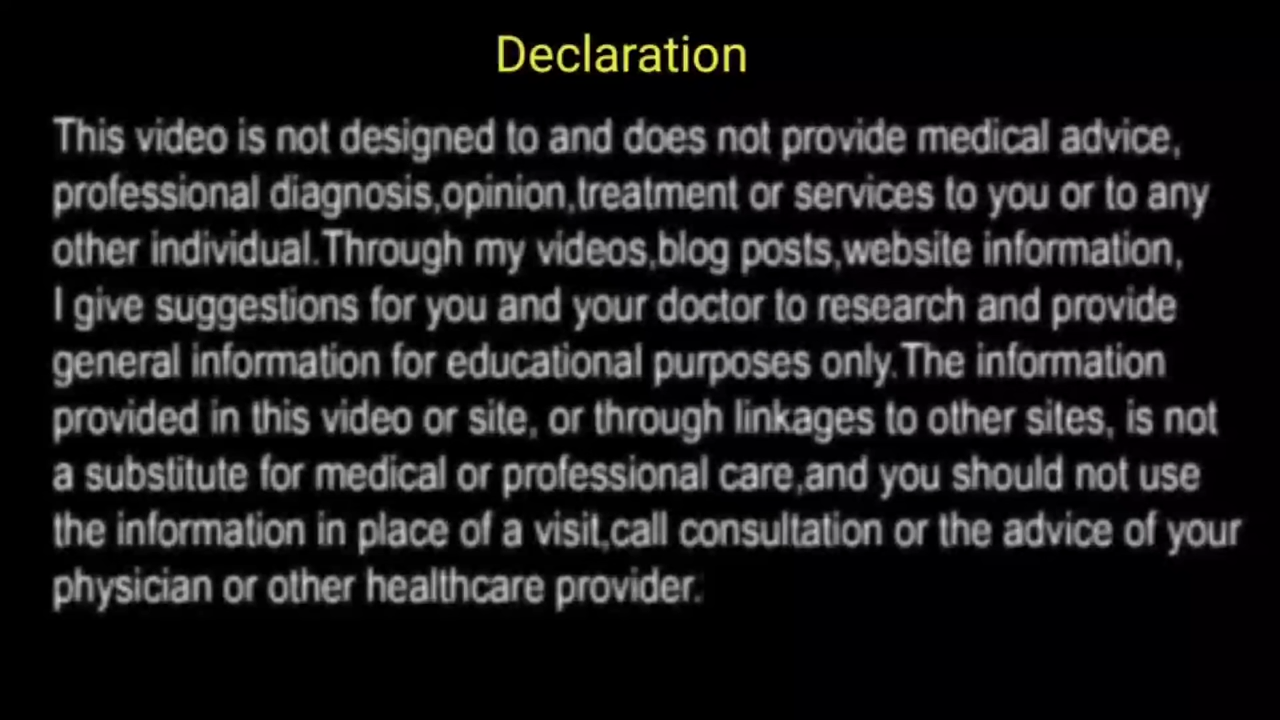 Declaration
This video is not designed to and does not provide medical advice,
professional diagnosis,opinion,treatment or services to you or to any
other individual.Through my videos,blog posts,website information,
I give suggestions for you and your doctor to research and provide
general information for educational purposes only.The information
provided in this video or site, or through linkages to other sites, is not
a substitute for medical or professional care,and you should not use
the information in place of a visit,call consultation or the advice of your
physician or other healthcare provider.